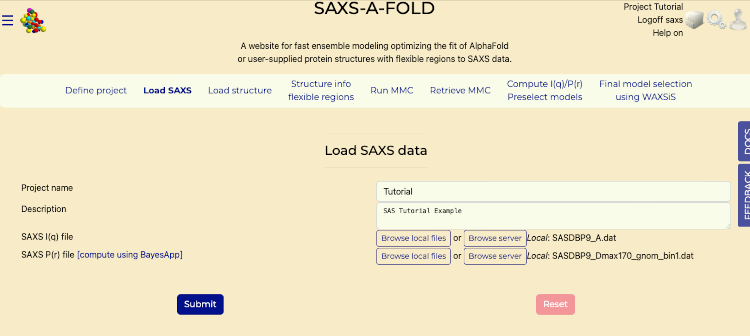 SAXS-A-FOLD
Project Tutorial
Logoff saxs
Help on
A website for fast ensemble modeling optimizing the fit of AlphaFold
or user-supplied protein structures with flexible regions to SAXS data.
Define project
Load SAXS
Load structure
Structure info
flexible regions
Run MMC
Retrieve MMC
Compute I(q)/P(r)
Preselect models
Final model selection
using WAXSiS
DOCS
FEEDBACK
Load SAXS data
Project name
Tutorial
Description
SAS Tutorial Example
SAXS I(q) file
Browse local files or Browse server Local: SASDBP9_A.dat
SAXS P(r) file [compute using BayesApp]
Browse local files or Browse server Local: SASDBP9_Dmax170_gnom_bin1.dat
Submit
Reset